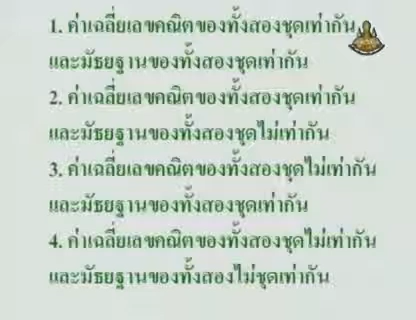 1. ค่าเฉลี่ยเลขคณิตของทั้งสองชุดเท่ากัน
และมัธยฐานของทั้งสองชุดเท่ากัน
2. ค่าเฉลี่ยเลขคณิตของทั้งสองชุดเท่ากัน
และมัธยฐานของทั้งสองชุดไม่เท่ากัน
3. ค่าเฉลี่ยเลขคณิตของทั้งสองชุดไม่เท่ากัน
และมัธยฐานของทั้งสองชุดเท่ากัน
4. ค่าเฉลี่ยเลขคณิตของทั้งสองชุดไม่เท่ากัน
และมัธยฐานของทั้งสองไม่ชุดเท่ากัน